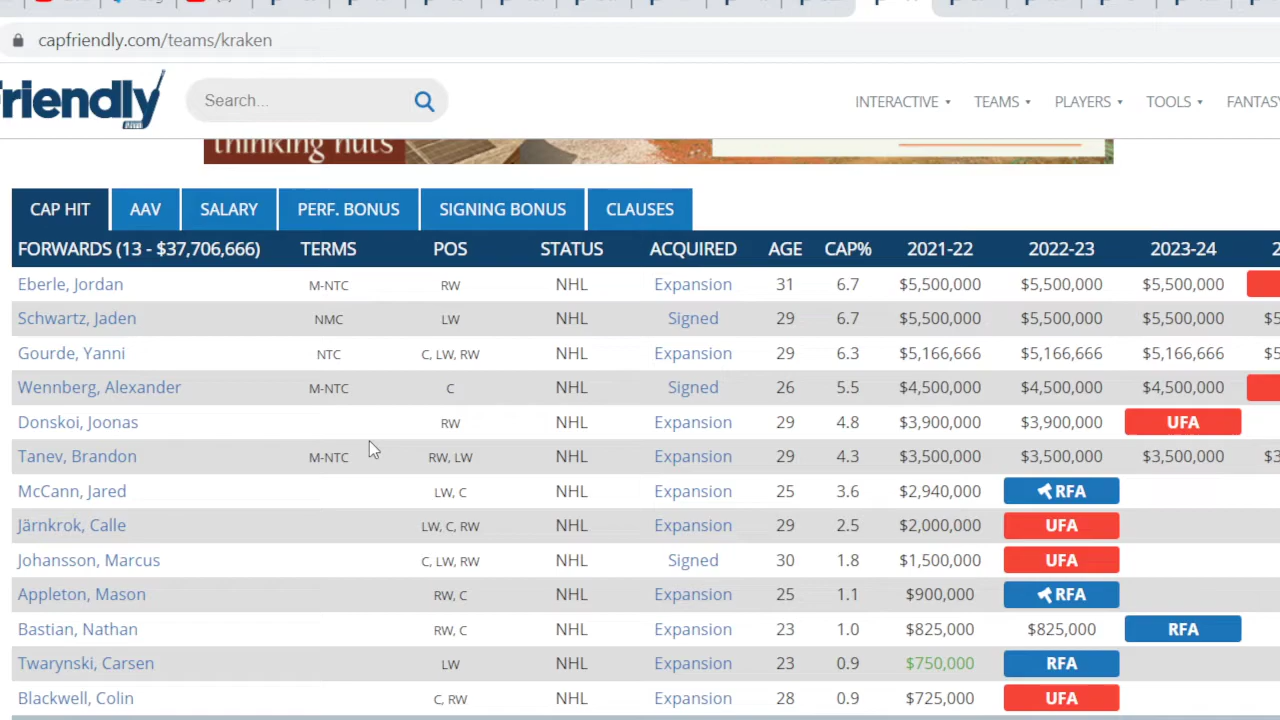 capfriendly.com/teams/kraken
friendly
Search...
INTERACTIVE TEAMS PLAYERS TOOLS FANTASY
thinking nuts
CAP HIT AAV SALARY PERF. BONUS SIGNING BONUS CLAUSES
FORWARDS (13 - $37,706,666) TERMS POS STATUS ACQUIRED AGE CAP% 2021-22 2022-23 2023-24 2
Eberle, Jordan M-NTC RW NHL Expansion 31 6.7 $5,500,000 $5,500,000 $5,500,000
Schwartz, Jaden NMC LW NHL Signed 29 6.7 $5,500,000 $5,500,000 $5,500,000 $5
Gourde, Yanni NTC C, LW, RW NHL Expansion 29 6.3 $5,166,666 $5,166,666 $5,166,666 $5
Wennberg, Alexander M-NTC C NHL Signed 26 5.5 $4,500,000 $4,500,000 $4,500,000
Donskoi, Joonas RW NHL Expansion 29 4.8 $3,900,000 $3,900,000 UFA
Tanev, Brandon M-NTC RW, LW NHL Expansion 29 4.3 $3,500,000 $3,500,000 $3,500,000 $3
McCann, Jared LW, C NHL Expansion 25 3.6 $2,940,000 RFA
Järnkrok, Calle LW, C, RW NHL Expansion 29 2.5 $2,000,000 UFA
Johansson, Marcus C, LW, RW NHL Signed 30 1.8 $1,500,000 UFA
Appleton, Mason RW, C NHL Expansion 25 1.1 $900,000 RFA
Bastian, Nathan RW, C NHL Expansion 23 1.0 $825,000 $825,000 RFA
Twarynski, Carsen LW NHL Expansion 23 0.9 $750,000 RFA
Blackwell, Colin C, RW NHL Expansion 28 0.9 $725,000 UFA